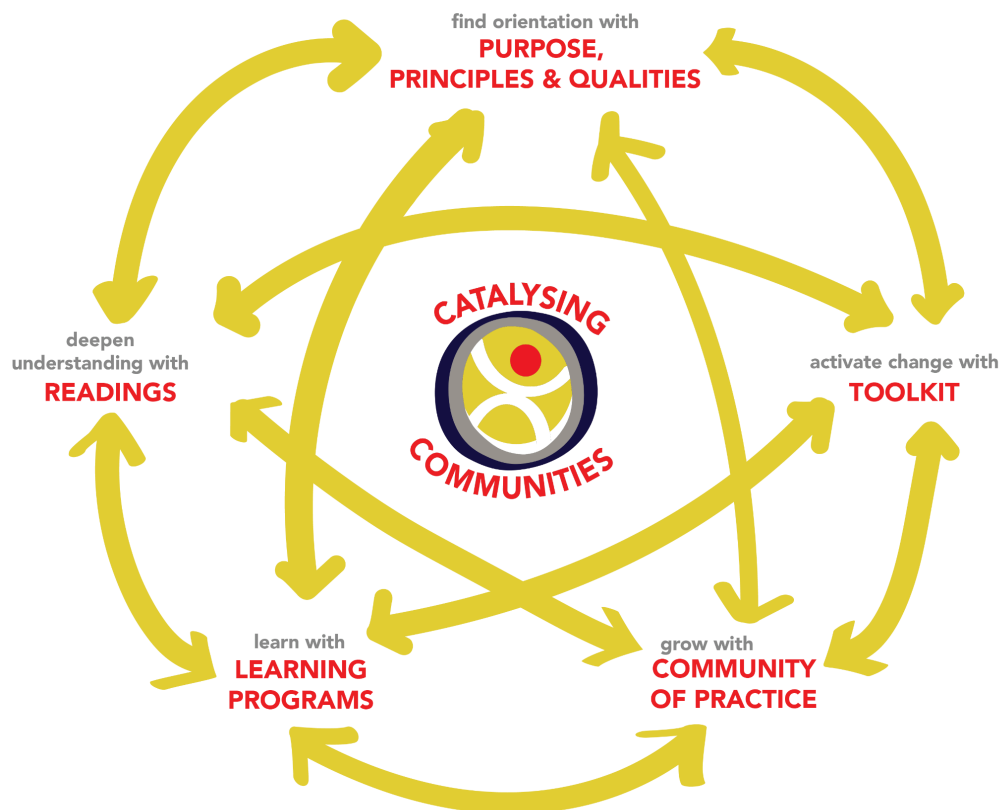 find orientation with
PURPOSE,
PRINCIPLES & QUALITIES
CATALYSING
COMMUNITIES
deepen
understanding with
READINGS
activate change with
TOOLKIT
learn with
LEARNING
PROGRAMS
grow with
COMMUNITY
OF PRACTICE